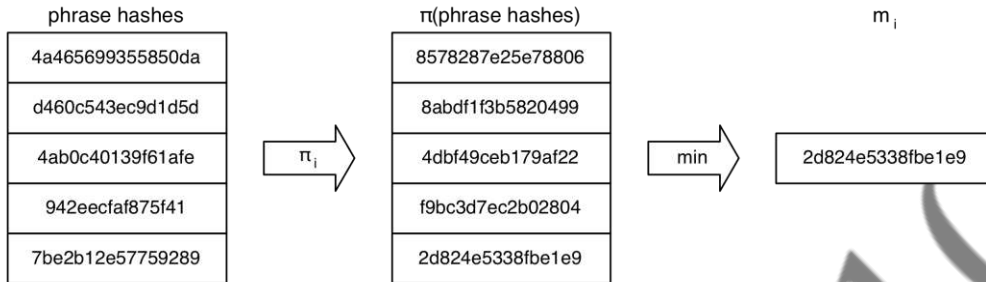 phrase hashes
π(phrase hashes)
m i
4a465699355850da
8578287e25e78806
d460c543ec9d1d5d
8abdf1f3b5820499
4ab0c40139f61afe
π i
4dbf49ceb179af22
min
2d824e5338fbe1e9
942eecfaf875f41
f9bc3d7ec2b02804
7be2b12e57759289
2d824e5338fbe1e9